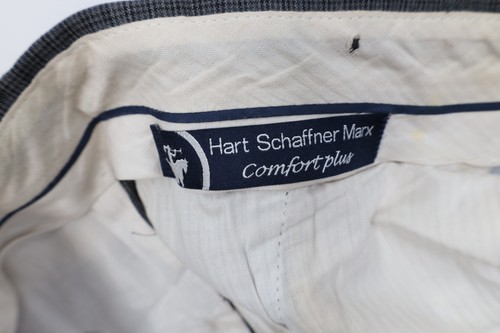 Hart Schaffner Marx
Comfort plus